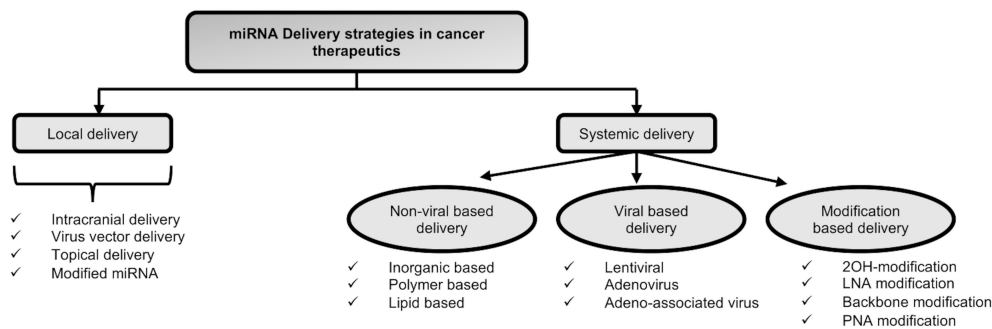 miRNA Delivery strategies in cancer
therapeutics
Local delivery
Systemic delivery
✓ Intracranial delivery
✓ Virus vector delivery
✓ Topical delivery
✓ Modified miRNA
Non-viral based
delivery
✓ Inorganic based
✓ Polymer based
✓ Lipid based
Viral based
delivery
✓ Lentiviral
✓ Adenovirus
✓ Adeno-associated virus
Modification
based delivery
✓ 2OH-modification
✓ LNA modification
✓ Backbone modification
✓ PNA modification